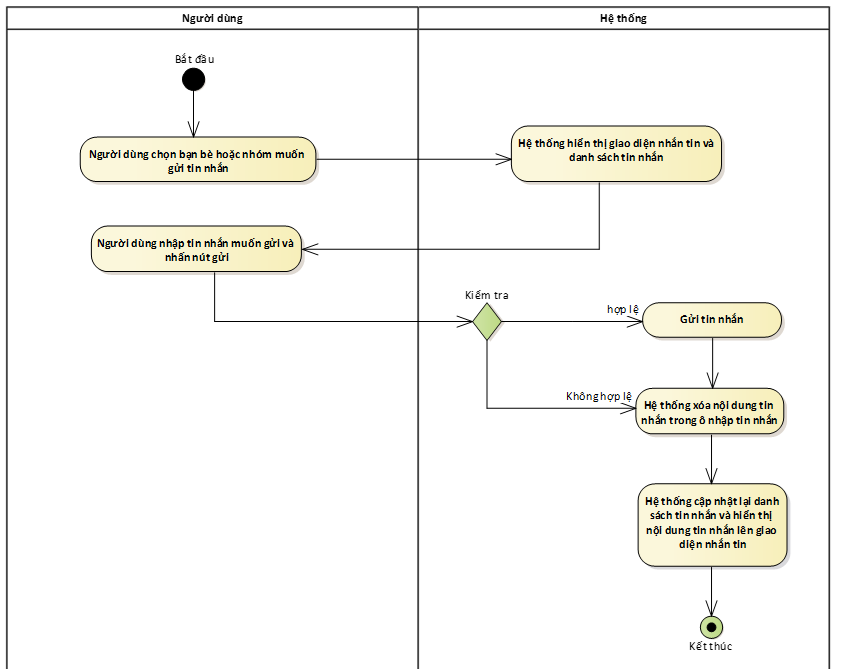 Người dùng
Hệ thống
Bắt đầu
Người dùng chọn bạn bè hoặc nhóm muốn
gửi tin nhắn
Hệ thống hiển thị giao diện nhắn tin và
danh sách tin nhắn
Người dùng nhập tin nhắn muốn gửi và
nhấn nút gửi
Kiểm tra
hợp lệ
Gửi tin nhắn
Không hợp lệ
Hệ thống xóa nội dung tin
nhắn trong ô nhập tin nhắn
Hệ thống cập nhật lại danh
sách tin nhắn và hiển thị
nội dung tin nhắn lên giao
diện nhắn tin
Kết thúc